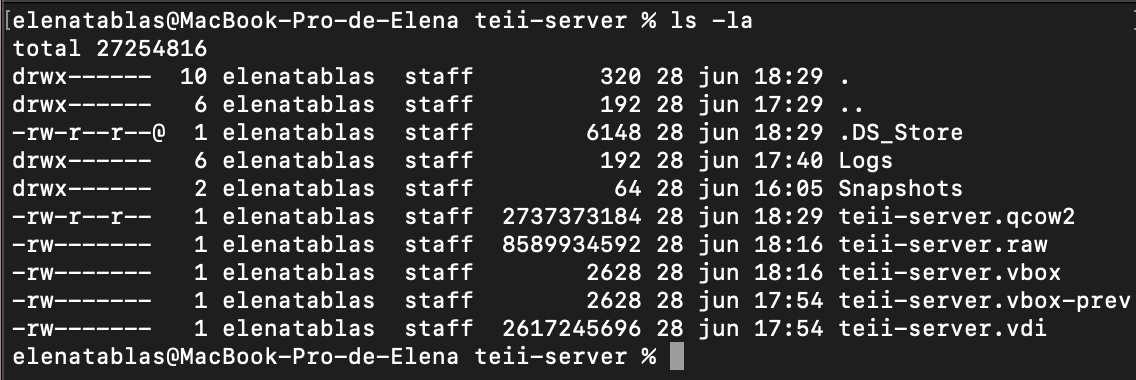 [elenatablas@MacBook-Pro-de-Elena teii-server % ls -la
total 27254816
drwx------  10 elenatablas  staff         320 28 jun 18:29 .
drwx------   6 elenatablas  staff         192 28 jun 17:29 ..
-rw-r--r--@  1 elenatablas  staff        6148 28 jun 18:29 .DS_Store
drwx------   6 elenatablas  staff         192 28 jun 17:40 Logs
drwx------   2 elenatablas  staff          64 28 jun 16:05 Snapshots
-rw-r--r--   1 elenatablas  staff  2737373184 28 jun 18:29 teii-server.qcow2
-rw-------   1 elenatablas  staff  8589934592 28 jun 18:16 teii-server.raw
-rw-------   1 elenatablas  staff        2628 28 jun 18:16 teii-server.vbox
-rw-------   1 elenatablas  staff        2628 28 jun 17:54 teii-server.vbox-prev
-rw-------   1 elenatablas  staff  2617245696 28 jun 17:54 teii-server.vdi
elenatablas@MacBook-Pro-de-Elena teii-server %